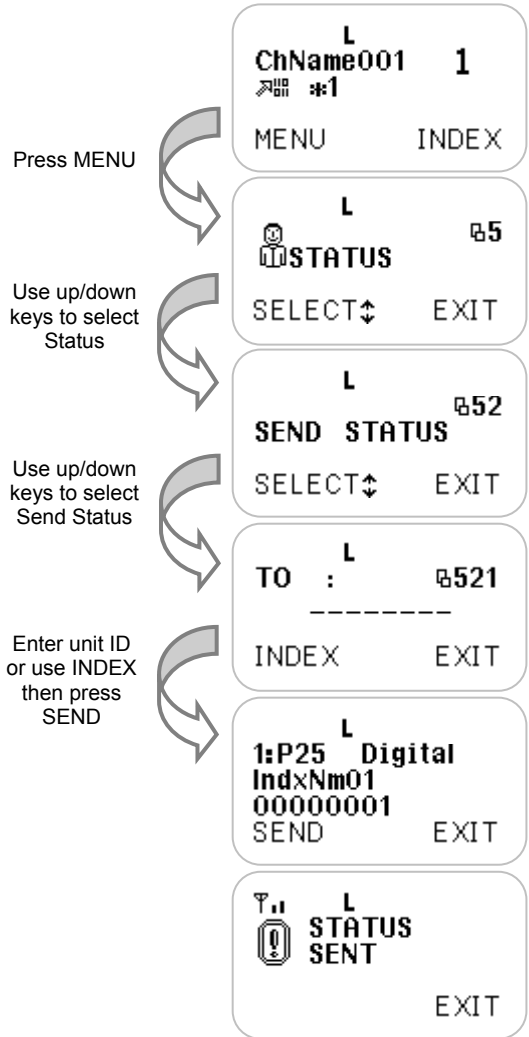 L
ChName001 1
*1
MENU INDEX
Press MENU
L
5
STATUS
SELECT↕ EXIT
Use up/down
keys to select
Status
L
52
SEND STATUS
SELECT↕ EXIT
Use up/down
keys to select
Send Status
L
TO : 521
--------
INDEX EXIT
Enter unit ID
or use INDEX
then press
SEND
L
1:P25 Digital
IndxNm01
00000001
SEND EXIT
L
STATUS
SENT
EXIT